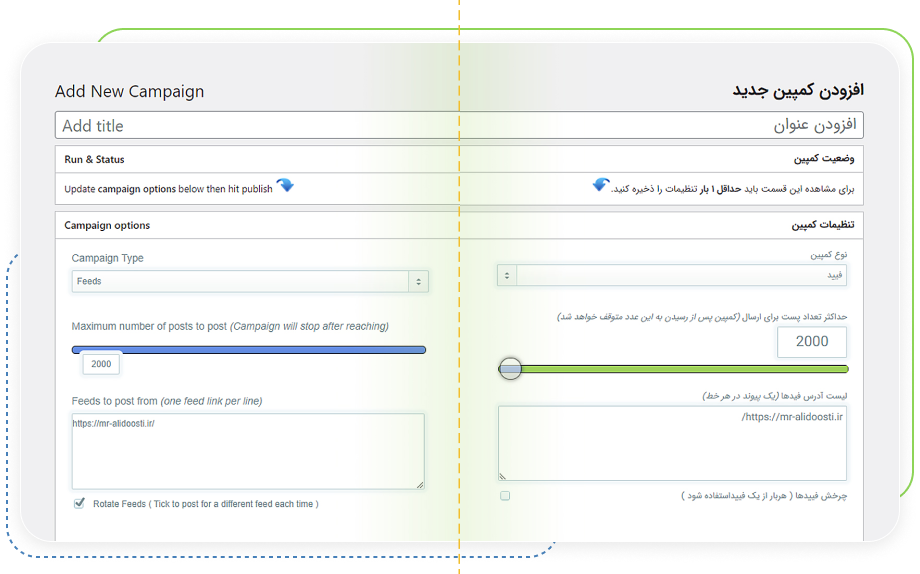 Add New Campaign
Add title
Run & Status
Update campaign options below then hit publish
Campaign options
Campaign Type
Feeds
Maximum number of posts to post (Campaign will stop after reaching)
2000
Feeds to post from (one feed link per line)
https://mr-alidoosti.ir/
Rotate Feeds ( Tick to post for a different feed each time )
افزودن کمپین جدید
افزودن عنوان
وضعیت کمپین
برای مشاهده این قسمت باید حداقل ۱ بار تنظیمات را ذخیره کنید.
تنظیمات کمپین
نوع کمپین
فیید
حداکثر تعداد پست برای ارسال (کمپین پس از رسیدن به این عدد متوقف خواهد شد)
2000
لیست آدرس فیدها (یک پیوند در هر خط)
/https://mr-alidoosti.ir
چرخش فییدها ( هربار از یک فییداستفاده شود )